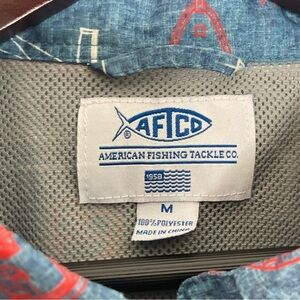 AFTCO
®
AMERICAN FISHING TACKLE CO.
1958
M
100% POLYESTER
MADE IN CHINA